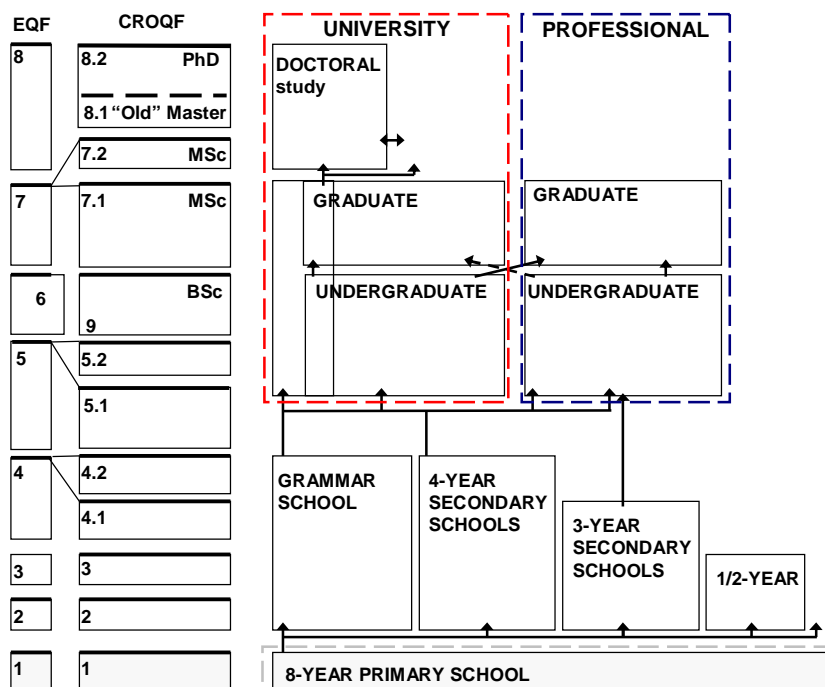 EQF
CROQF
UNIVERSITY
PROFESSIONAL
8
8.2 PhD
8.1 “Old” Master
7.2 MSc
7
7.1 MSc
6
BSc
9
5
5.2
5.1
4
4.2
4.1
3
3
2
2
1
1
DOCTORAL
study
GRADUATE
GRADUATE
UNDERGRADUATE
UNDERGRADUATE
GRAMMAR
SCHOOL
4-YEAR
SECONDARY
SCHOOLS
3-YEAR
SECONDARY
SCHOOLS
1/2-YEAR
8-YEAR PRIMARY SCHOOL